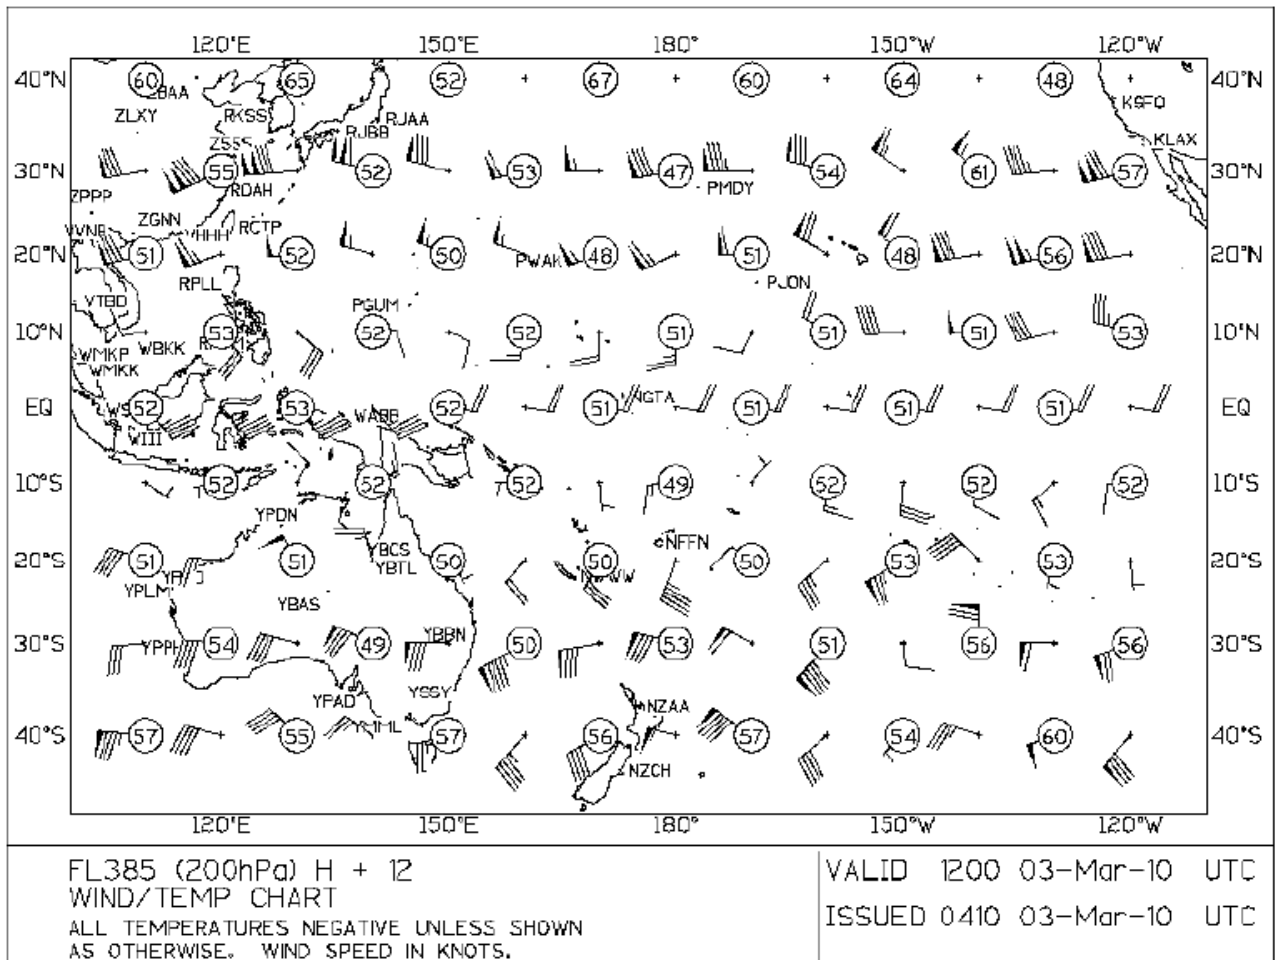 120°E 150°E 180° 150°W 120°W
40°N 60 65 52 67 60 64 48 40°N
ZBAA KSFO
ZLXY RKSS RJAA
RJBB
ZSSS KLAX
30°N 55 52 53 47 54 61 57 30°N
ROAH PMDY
ZPPP
ZGNN RCTP
VVNB VHHH
20°N 51 52 50 PWAK 48 51 48 56 20°N
RPLL PJON
VTBD PGUM
10°N 53 52 52 51 51 51 53 10°N
WMKP WBKK
WMKK
EQ 52 53 52 51 NGTA 51 51 51 EQ
WABB
WIII
10°S 52 52 52 49 52 52 52 10°S
YPDN
NFFN
YBCS
20°S 51 51 50 50 50 53 53 20°S
YBTL
YPLM
YBAS
YBBN
30°S YPPH 54 49 50 53 51 56 56 30°S
YPAD YSSY
NZAA
40°S 57 55 YMML 57 56 57 54 60 40°S
NZCH
120°E 150°E 180° 150°W 120°W
FL385 (200hPa) H + 12
WIND/TEMP CHART
ALL TEMPERATURES NEGATIVE UNLESS SHOWN
AS OTHERWISE. WIND SPEED IN KNOTS.
VALID 1200 03-Mar-10 UTC
ISSUED 0410 03-Mar-10 UTC